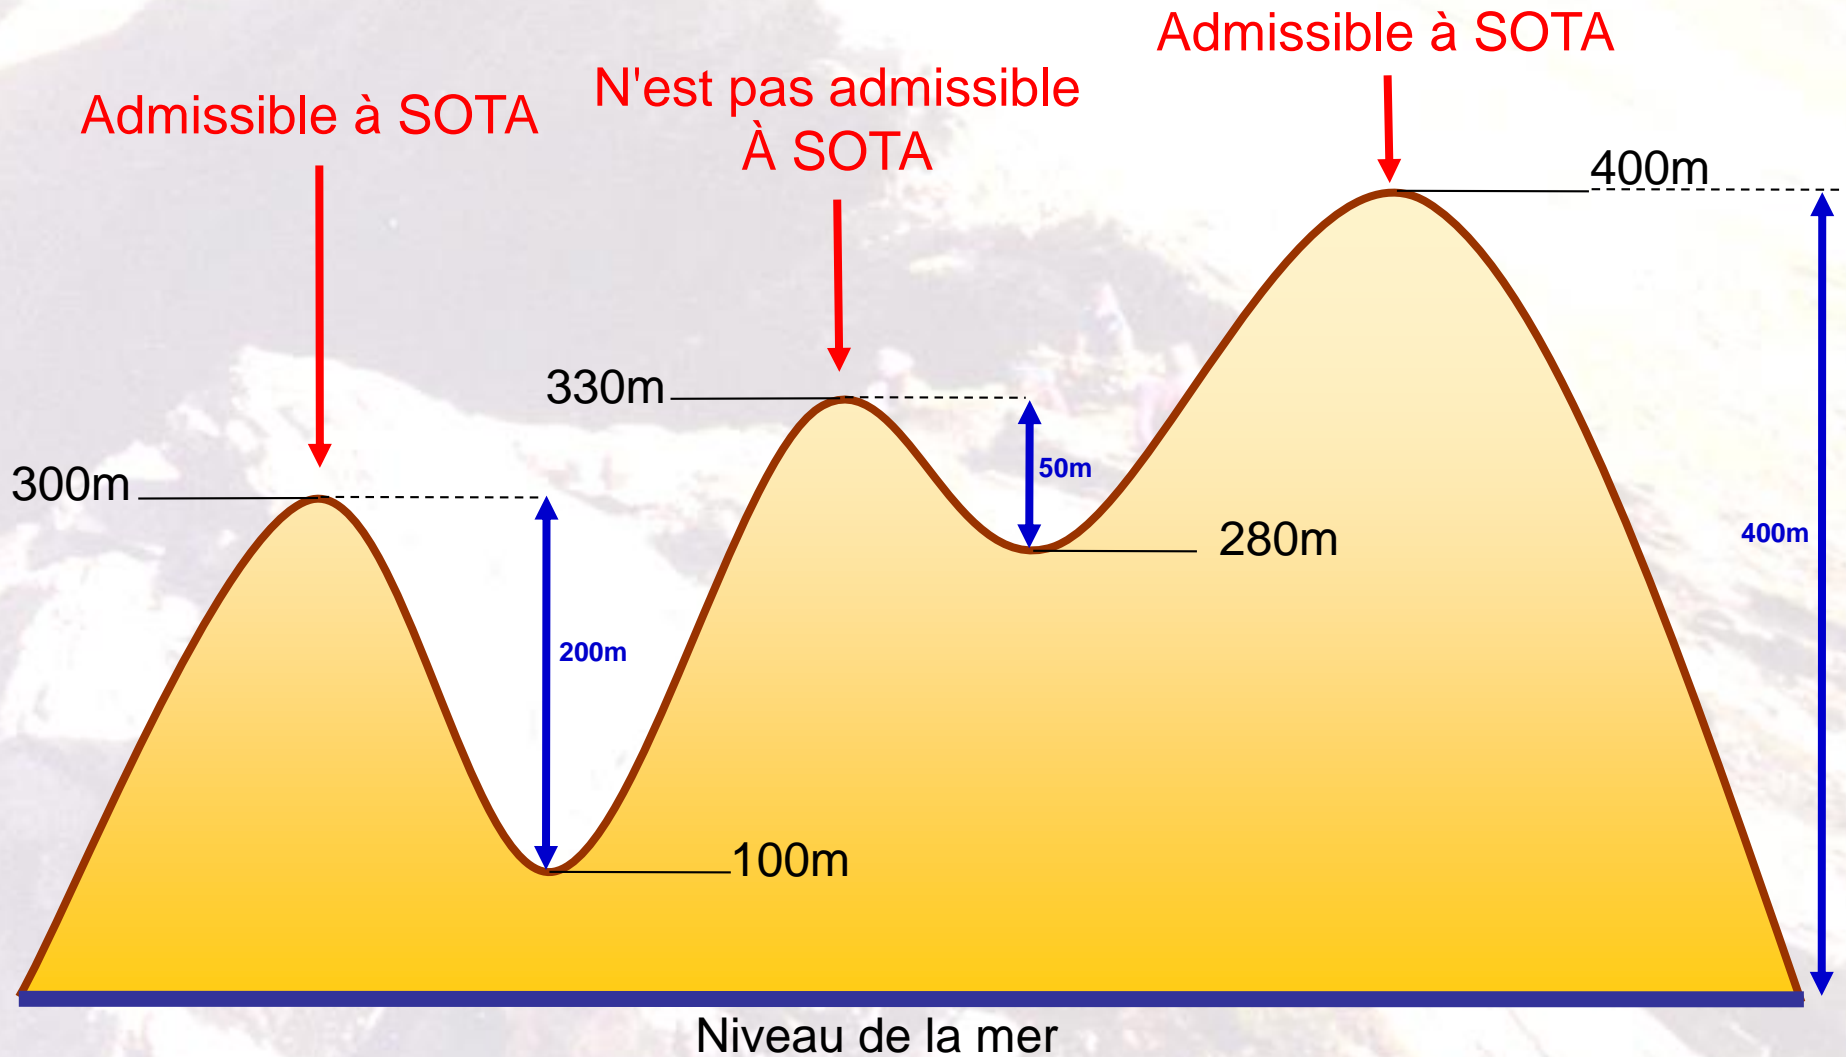 Admissible à SOTA
N'est pas admissible
À SOTA
Admissible à SOTA
400m
330m
50m
300m
280m
400m
200m
100m
Niveau de la mer